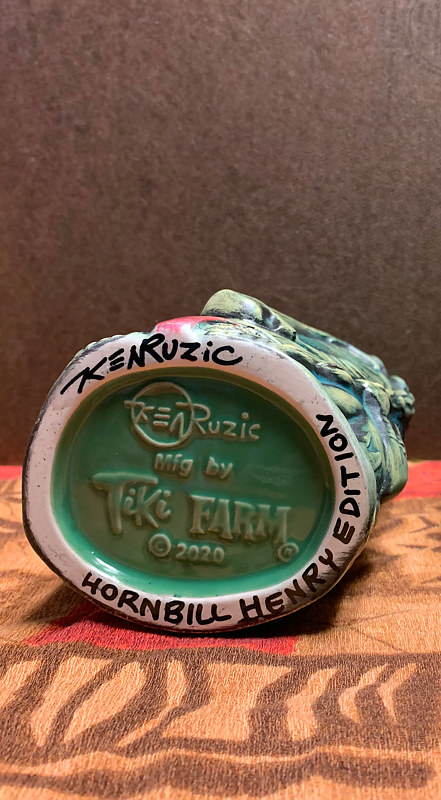 KENRUZIC
KENRuzic
Mfg by
TiKi FARM
© 2020
HORNBILL HENRY EDITION